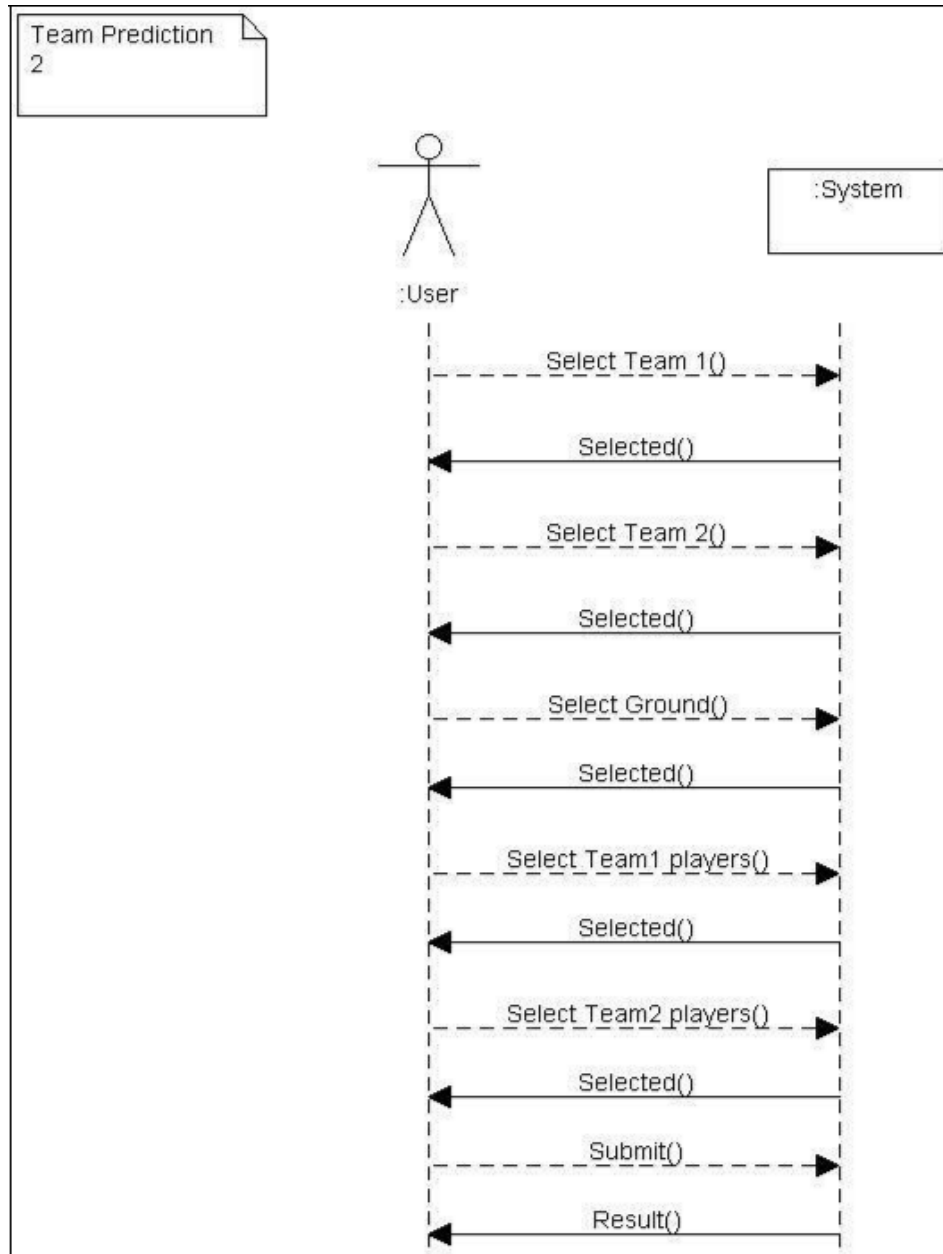 Team Prediction
2
:System
:User
Select Team 1()
Selected()
Select Team 2()
Selected()
Select Ground()
Selected()
Select Team1 players()
Selected()
Select Team2 players()
Selected()
Submit()
Result()